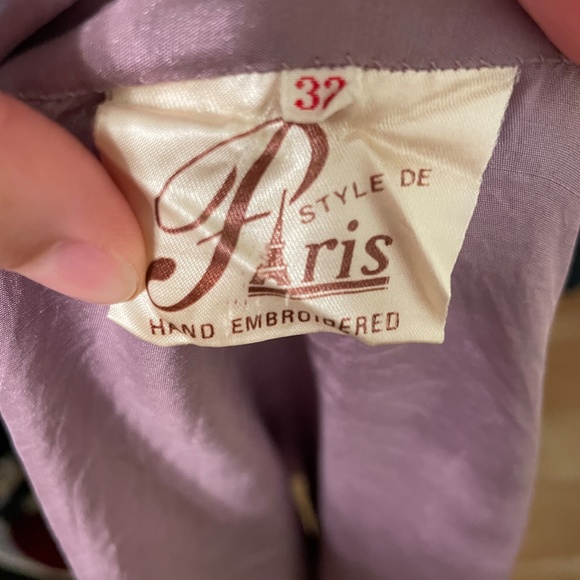 32
STYLE DE
Paris
HAND EMBROIDERED